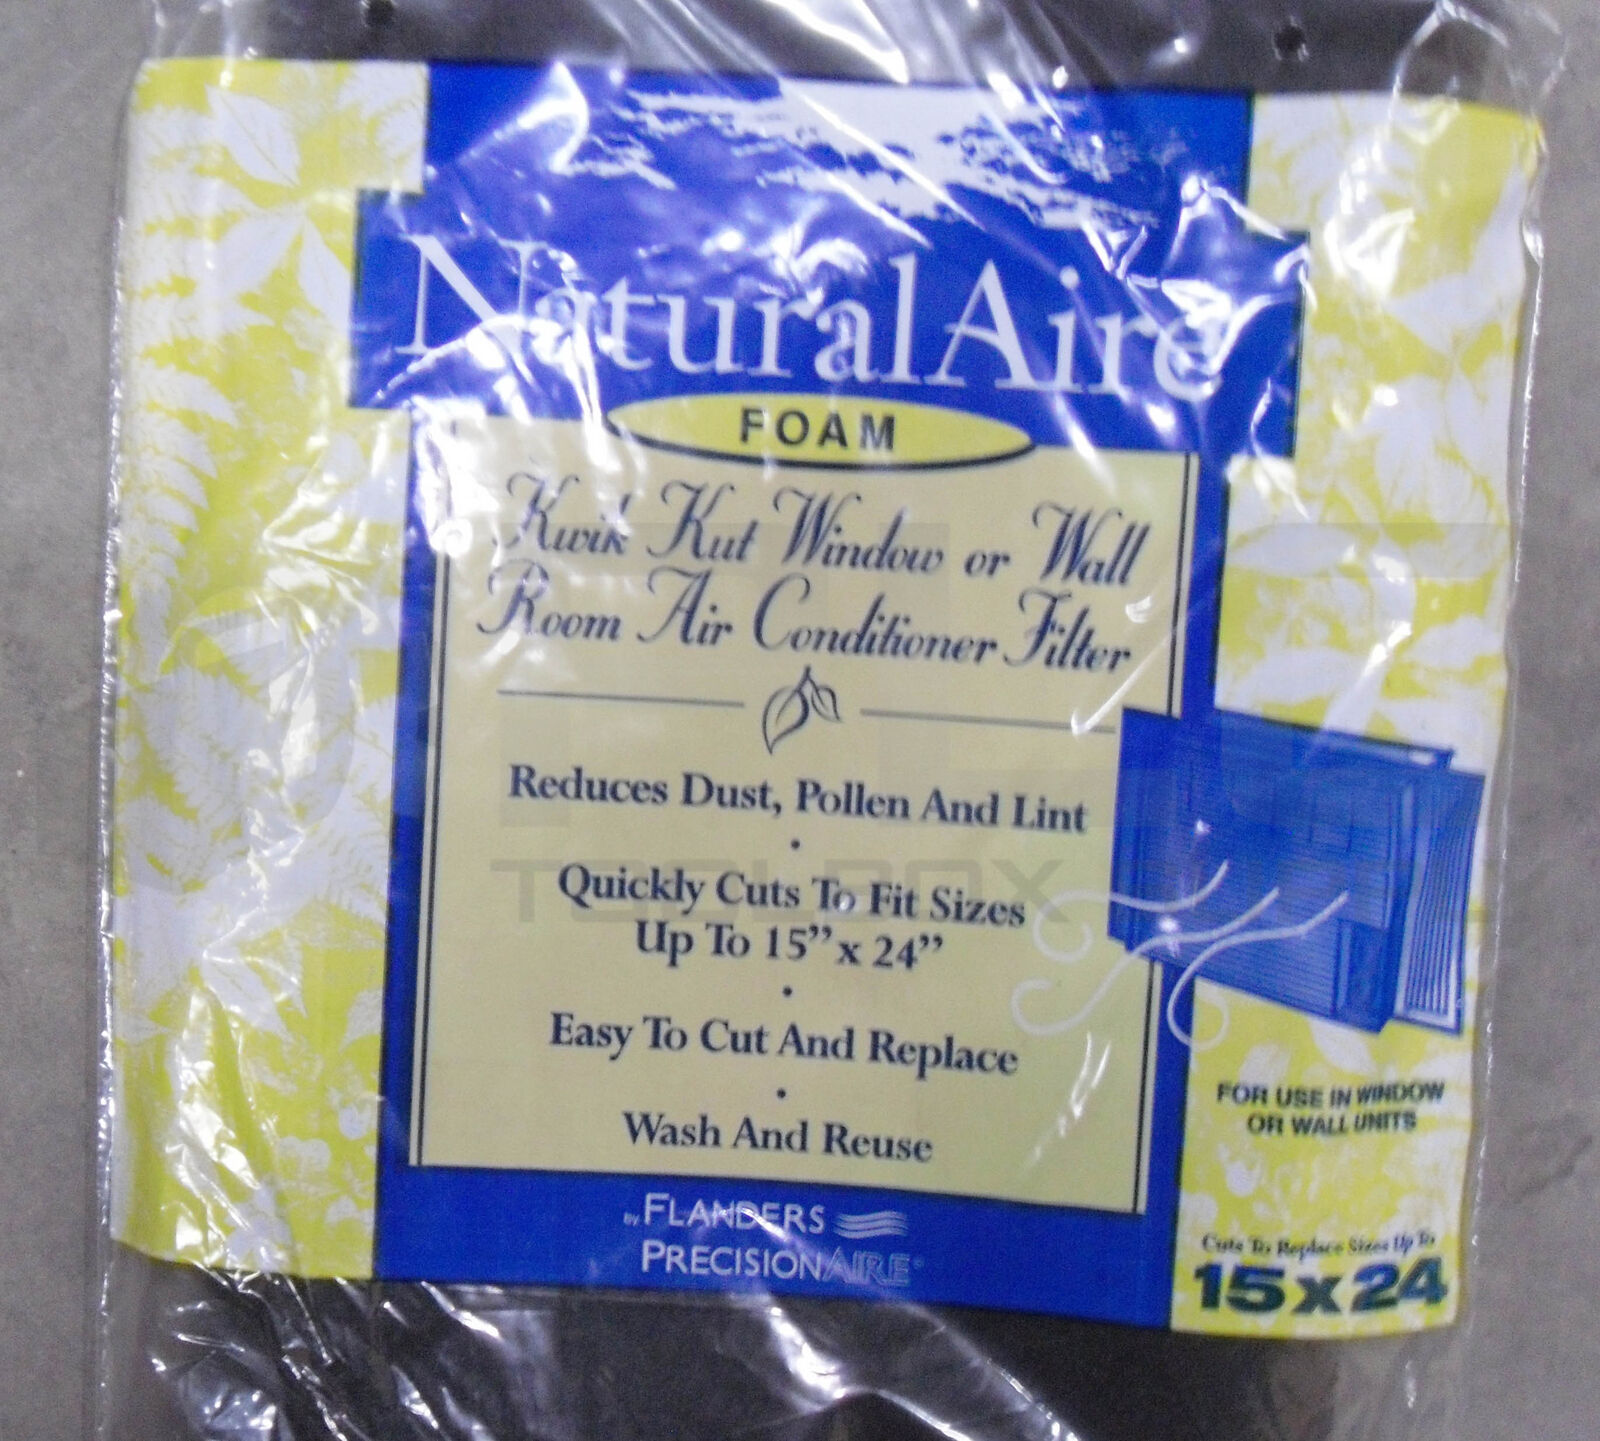 NaturalAire
FOAM
Kwik Kut Window or Wall
Room Air Conditioner Filter
Reduces Dust, Pollen And Lint
•
Quickly Cuts To Fit Sizes
Up To 15” x 24”
•
Easy To Cut And Replace
•
Wash And Reuse
BY FLANDERS
PRECISIONAIRE®
FOR USE IN WINDOW
OR WALL UNITS
Cuts To Replace Sizes Up To
15 x 24
TOOLBOX